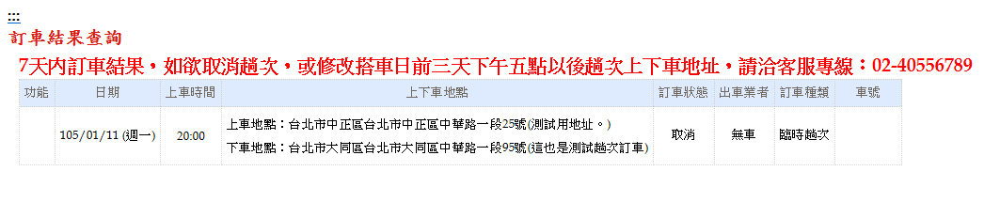 :::
訂車結果查詢
7天內訂車結果，如欲取消趟次，或修改搭車日前三天下午五點以後趟次上下車地址，請洽客服專線：02-40556789
功能 日期 上車時間 上下車地點 訂車狀態 出車業者 訂車種類 車號
105/01/11 (週一) 20:00 上車地點：台北市中正區台北市中正區中華路一段25號(測試用地址。) 取消 無車 臨時趟次
下車地點：台北市大同區台北市大同區中華路一段95號(這也是測試趟次訂車)